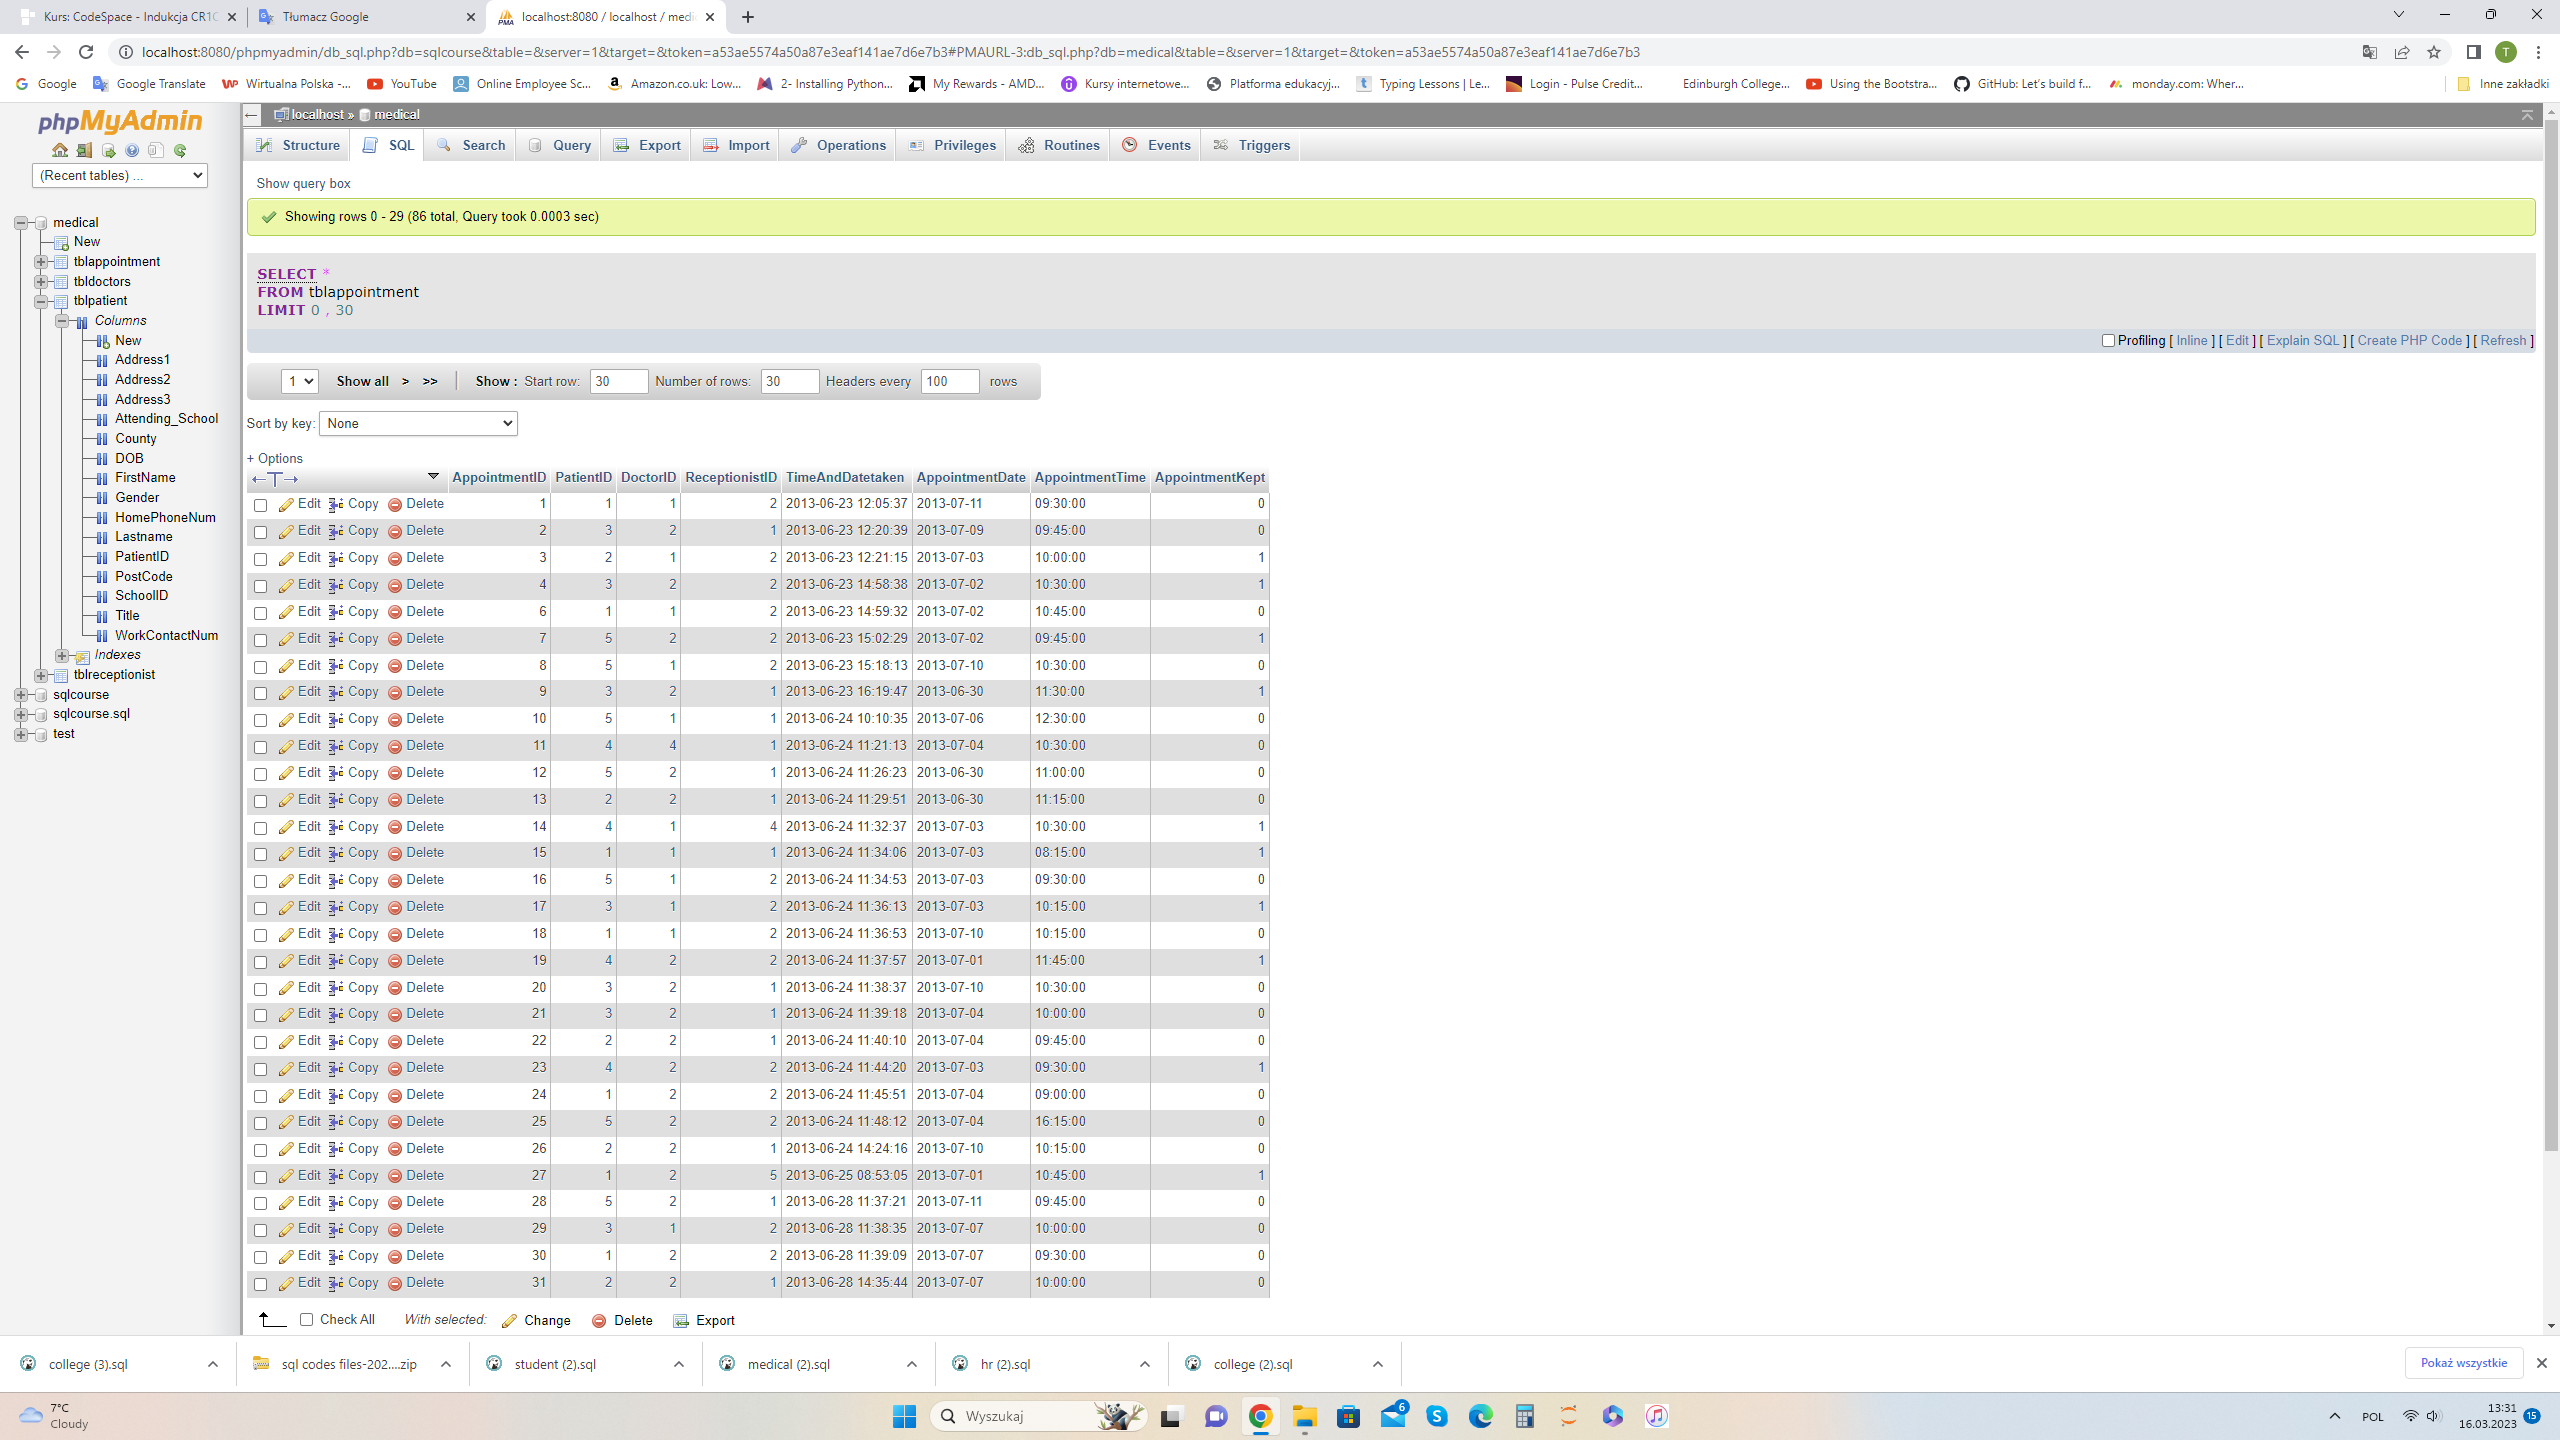 Kurs: CodeSpace - Indukcja CR1C
Tłumacz Google
localhost:8080 / localhost / medi
localhost:8080/phpmyadmin/db_sql.php?db=sqlcourse&table=&server=1&target=&token=a53ae5574a50a87e3eaf141ae7d6e7b3#PMAURL-3:db_sql.php?db=medical&table=&server=1&target=&token=a53ae5574a50a87e3eaf141ae7d6e7b3
T
Google Google Translate Wirtualna Polska -... YouTube Online Employee Sc... Amazon.co.uk: Low... 2- Installing Python... My Rewards - AMD... Kursy internetowe... Platforma edukacyj... Typing Lessons | Le... Login - Pulse Credit... Edinburgh College... Using the Bootstra... GitHub: Let's build f... monday.com: Wher... Inne zakładki
phpMyAdmin
(Recent tables) ...
medical
New
tblappointment
tbldoctors
tblpatient
Columns
New
Address1
Address2
Address3
Attending_School
County
DOB
FirstName
Gender
HomePhoneNum
Lastname
PatientID
PostCode
SchoolID
Title
WorkContactNum
Indexes
tblreceptionist
sqlcourse
sqlcourse.sql
test
localhost » medical
Structure SQL Search Query Export Import Operations Privileges Routines Events Triggers
Show query box
Showing rows 0 - 29 (86 total, Query took 0.0003 sec)
SELECT *
FROM tblappointment
LIMIT 0 , 30
Profiling [ Inline ] [ Edit ] [ Explain SQL ] [ Create PHP Code ] [ Refresh ]
1 Show all > >> Show : Start row: 30 Number of rows: 30 Headers every 100 rows
Sort by key: None
+ Options
AppointmentID PatientID DoctorID ReceptionistID TimeAndDatetaken AppointmentDate AppointmentTime AppointmentKept
Edit Copy Delete 1 1 1 2 2013-06-23 12:05:37 2013-07-11 09:30:00 0
Edit Copy Delete 2 3 2 1 2013-06-23 12:20:39 2013-07-09 09:45:00 0
Edit Copy Delete 3 2 1 2 2013-06-23 12:21:15 2013-07-03 10:00:00 1
Edit Copy Delete 4 3 2 2 2013-06-23 14:58:38 2013-07-02 10:30:00 1
Edit Copy Delete 6 1 1 2 2013-06-23 14:59:32 2013-07-02 10:45:00 0
Edit Copy Delete 7 5 2 2 2013-06-23 15:02:29 2013-07-02 09:45:00 1
Edit Copy Delete 8 5 1 2 2013-06-23 15:18:13 2013-07-10 10:30:00 0
Edit Copy Delete 9 3 2 1 2013-06-23 16:19:47 2013-06-30 11:30:00 1
Edit Copy Delete 10 5 1 1 2013-06-24 10:10:35 2013-07-06 12:30:00 0
Edit Copy Delete 11 4 4 1 2013-06-24 11:21:13 2013-07-04 10:30:00 0
Edit Copy Delete 12 5 2 1 2013-06-24 11:26:23 2013-06-30 11:00:00 0
Edit Copy Delete 13 2 2 1 2013-06-24 11:29:51 2013-06-30 11:15:00 0
Edit Copy Delete 14 4 1 4 2013-06-24 11:32:37 2013-07-03 10:30:00 1
Edit Copy Delete 15 1 1 1 2013-06-24 11:34:06 2013-07-03 08:15:00 1
Edit Copy Delete 16 5 1 2 2013-06-24 11:34:53 2013-07-03 09:30:00 0
Edit Copy Delete 17 3 1 2 2013-06-24 11:36:13 2013-07-03 10:15:00 1
Edit Copy Delete 18 1 1 2 2013-06-24 11:36:53 2013-07-10 10:15:00 0
Edit Copy Delete 19 4 2 2 2013-06-24 11:37:57 2013-07-01 11:45:00 1
Edit Copy Delete 20 3 2 1 2013-06-24 11:38:37 2013-07-10 10:30:00 0
Edit Copy Delete 21 3 2 1 2013-06-24 11:39:18 2013-07-04 10:00:00 0
Edit Copy Delete 22 2 2 1 2013-06-24 11:40:10 2013-07-04 09:45:00 0
Edit Copy Delete 23 4 2 2 2013-06-24 11:44:20 2013-07-03 09:30:00 1
Edit Copy Delete 24 1 2 2 2013-06-24 11:45:51 2013-07-04 09:00:00 0
Edit Copy Delete 25 5 2 2 2013-06-24 11:48:12 2013-07-04 16:15:00 0
Edit Copy Delete 26 2 2 1 2013-06-24 14:24:16 2013-07-10 10:15:00 0
Edit Copy Delete 27 1 2 5 2013-06-25 08:53:05 2013-07-01 10:45:00 1
Edit Copy Delete 28 5 2 1 2013-06-28 11:37:21 2013-07-11 09:45:00 0
Edit Copy Delete 29 3 1 2 2013-06-28 11:38:35 2013-07-07 10:00:00 0
Edit Copy Delete 30 1 2 2 2013-06-28 11:39:09 2013-07-07 09:30:00 0
Edit Copy Delete 31 2 2 1 2013-06-28 14:35:44 2013-07-07 10:00:00 0
Check All With selected: Change Delete Export
college (3).sql sql codes files-202....zip student (2).sql medical (2).sql hr (2).sql college (2).sql Pokaż wszystkie
7°C
Cloudy
Wyszukaj
6
POL
13:31
16.03.2023
15